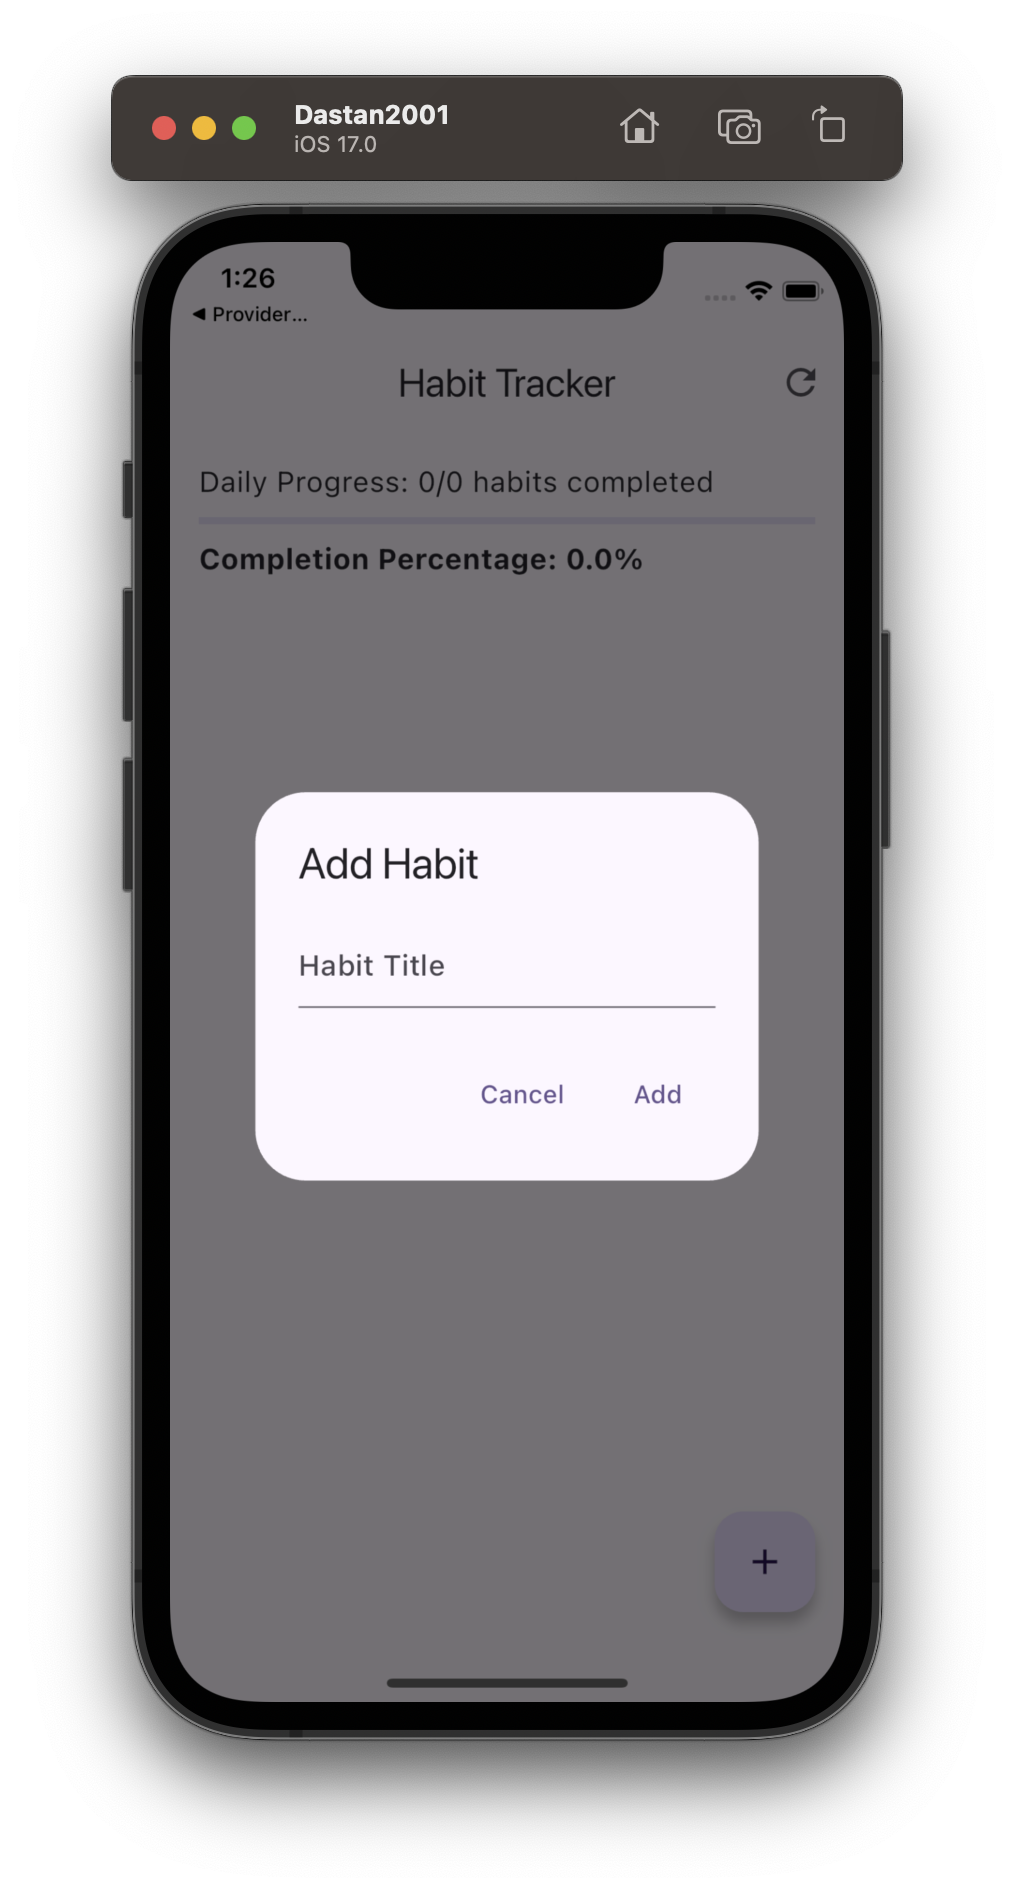 Dastan2001
iOS 17.0
1:26
◀ Provider...
Habit Tracker
Daily Progress: 0/0 habits completed
Completion Percentage: 0.0%
Add Habit
Habit Title
Cancel Add
+